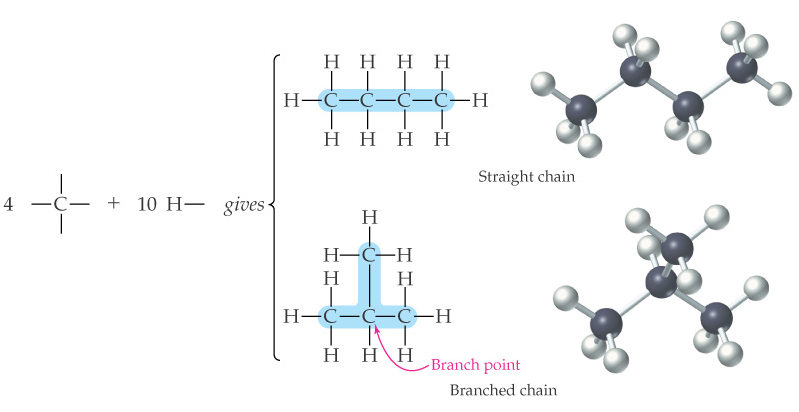 H H H H
H—C—C—C—C—H
H H H H
Straight chain
4 —C— + 10 H— gives
H
H—C—H
H H
H—C—C—C—H
H H H
Branch point
Branched chain